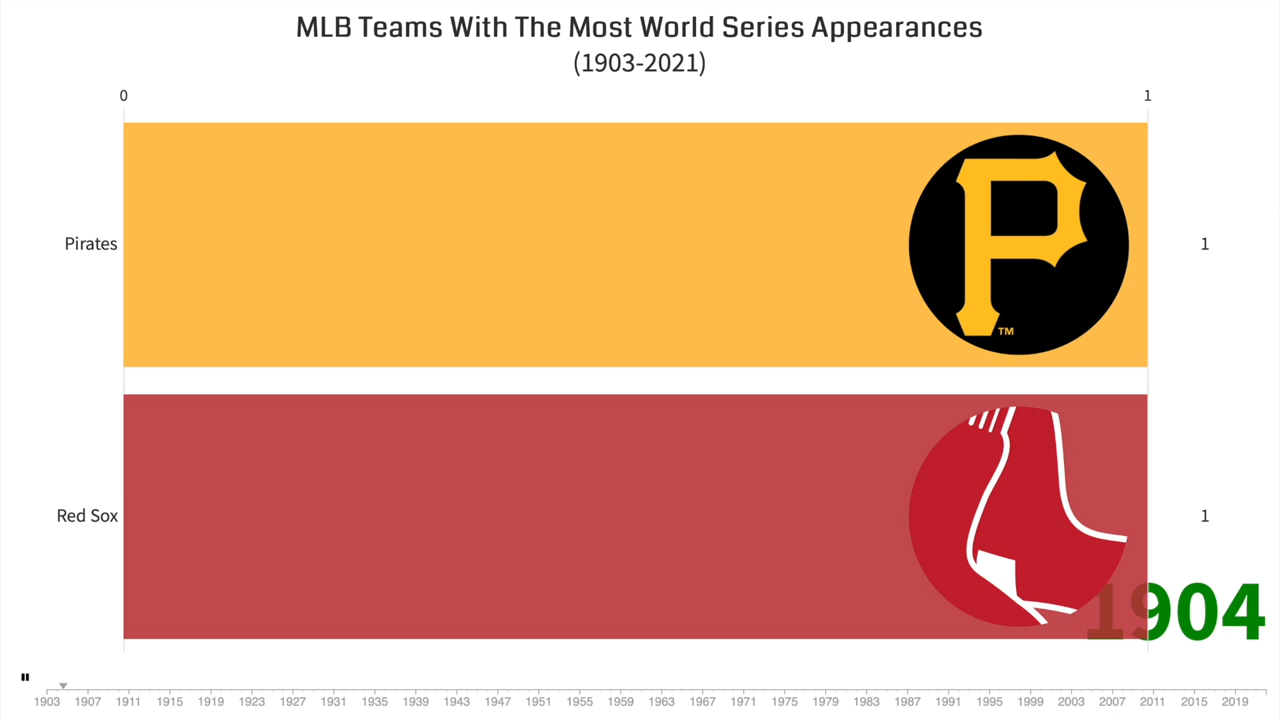 MLB Teams With The Most World Series Appearances
(1903-2021)
0 1
Pirates P TM 1
Red Sox 1
1904
1903 1907 1911 1915 1919 1923 1927 1931 1935 1939 1943 1947 1951 1955 1959 1963 1967 1971 1975 1979 1983 1987 1991 1995 1999 2003 2007 2011 2015 2019